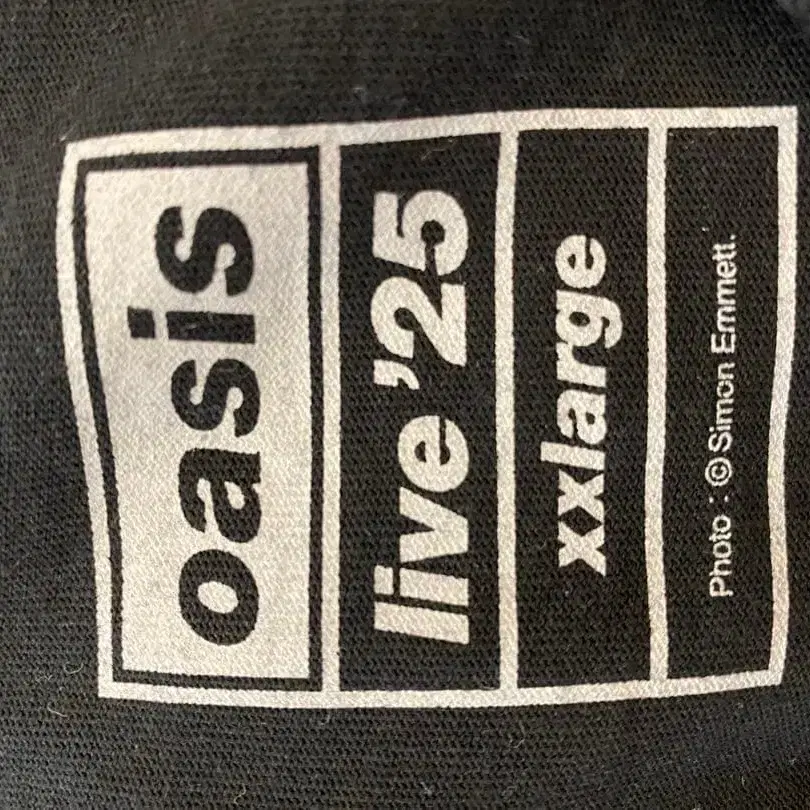 oasis
live '25
xxlarge
Photo : © Simon Emmett.